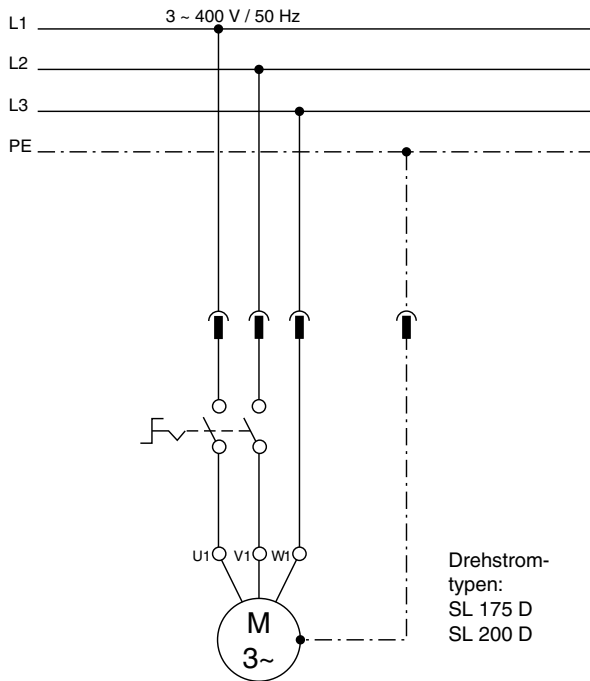 L1
3 ~ 400 V / 50 Hz
L2
L3
PE
U1
V1
W1
M
3~
Drehstrom-
typen:
SL 175 D
SL 200 D